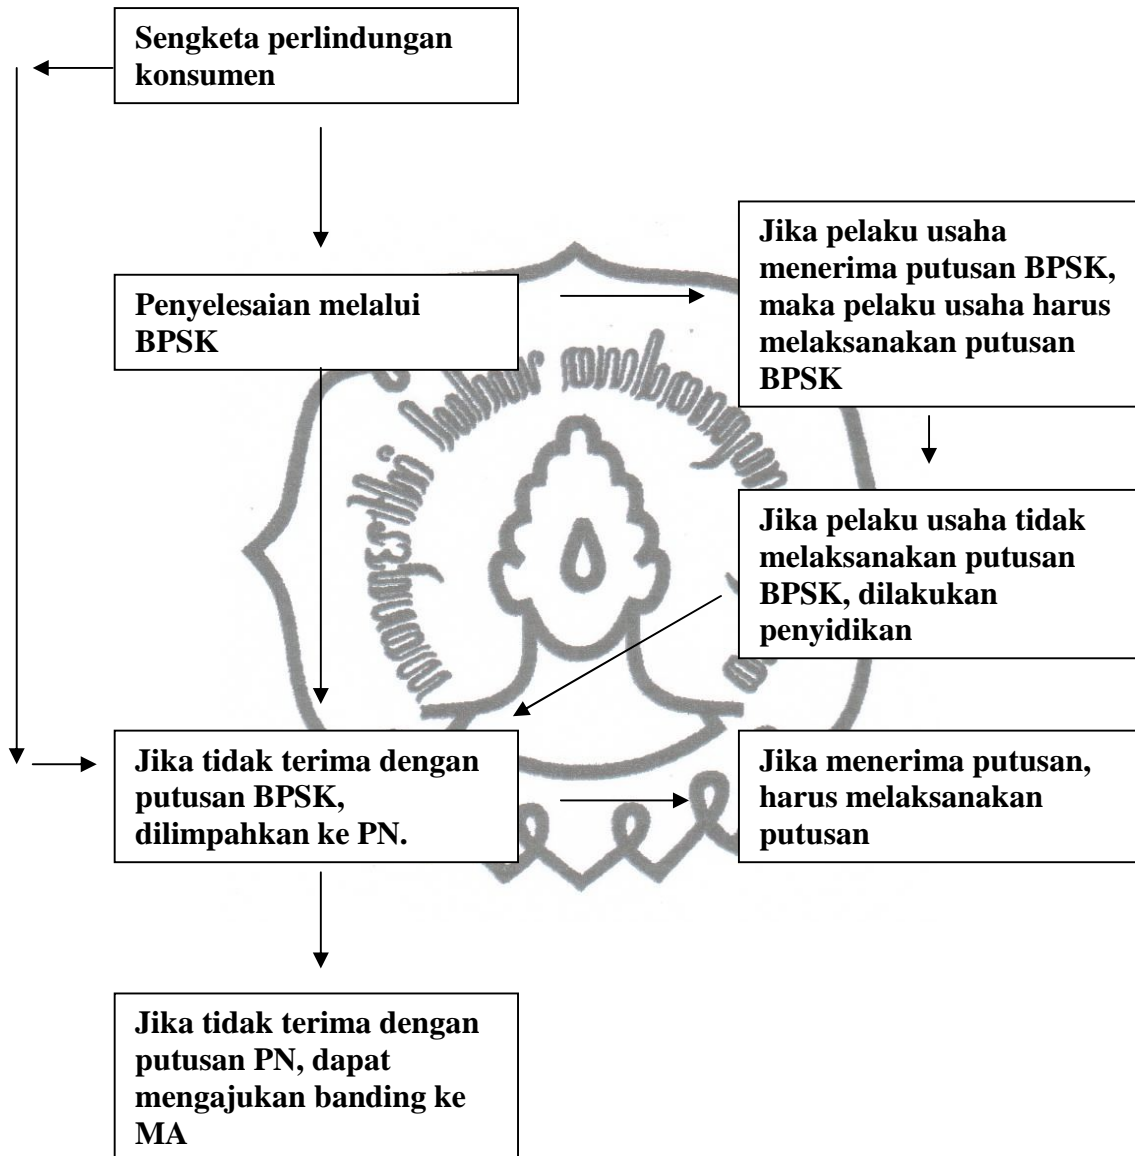 Sengketa perlindungan
konsumen
Penyelesaian melalui
BPSK
Jika pelaku usaha
menerima putusan BPSK,
maka pelaku usaha harus
melaksanakan putusan
BPSK
Jika pelaku usaha tidak
melaksanakan putusan
BPSK, dilakukan
penyidikan
Jika tidak terima dengan
putusan BPSK,
dilimpahkan ke PN.
Jika menerima putusan,
harus melaksanakan
putusan
Jika tidak terima dengan
putusan PN, dapat
mengajukan banding ke
MA